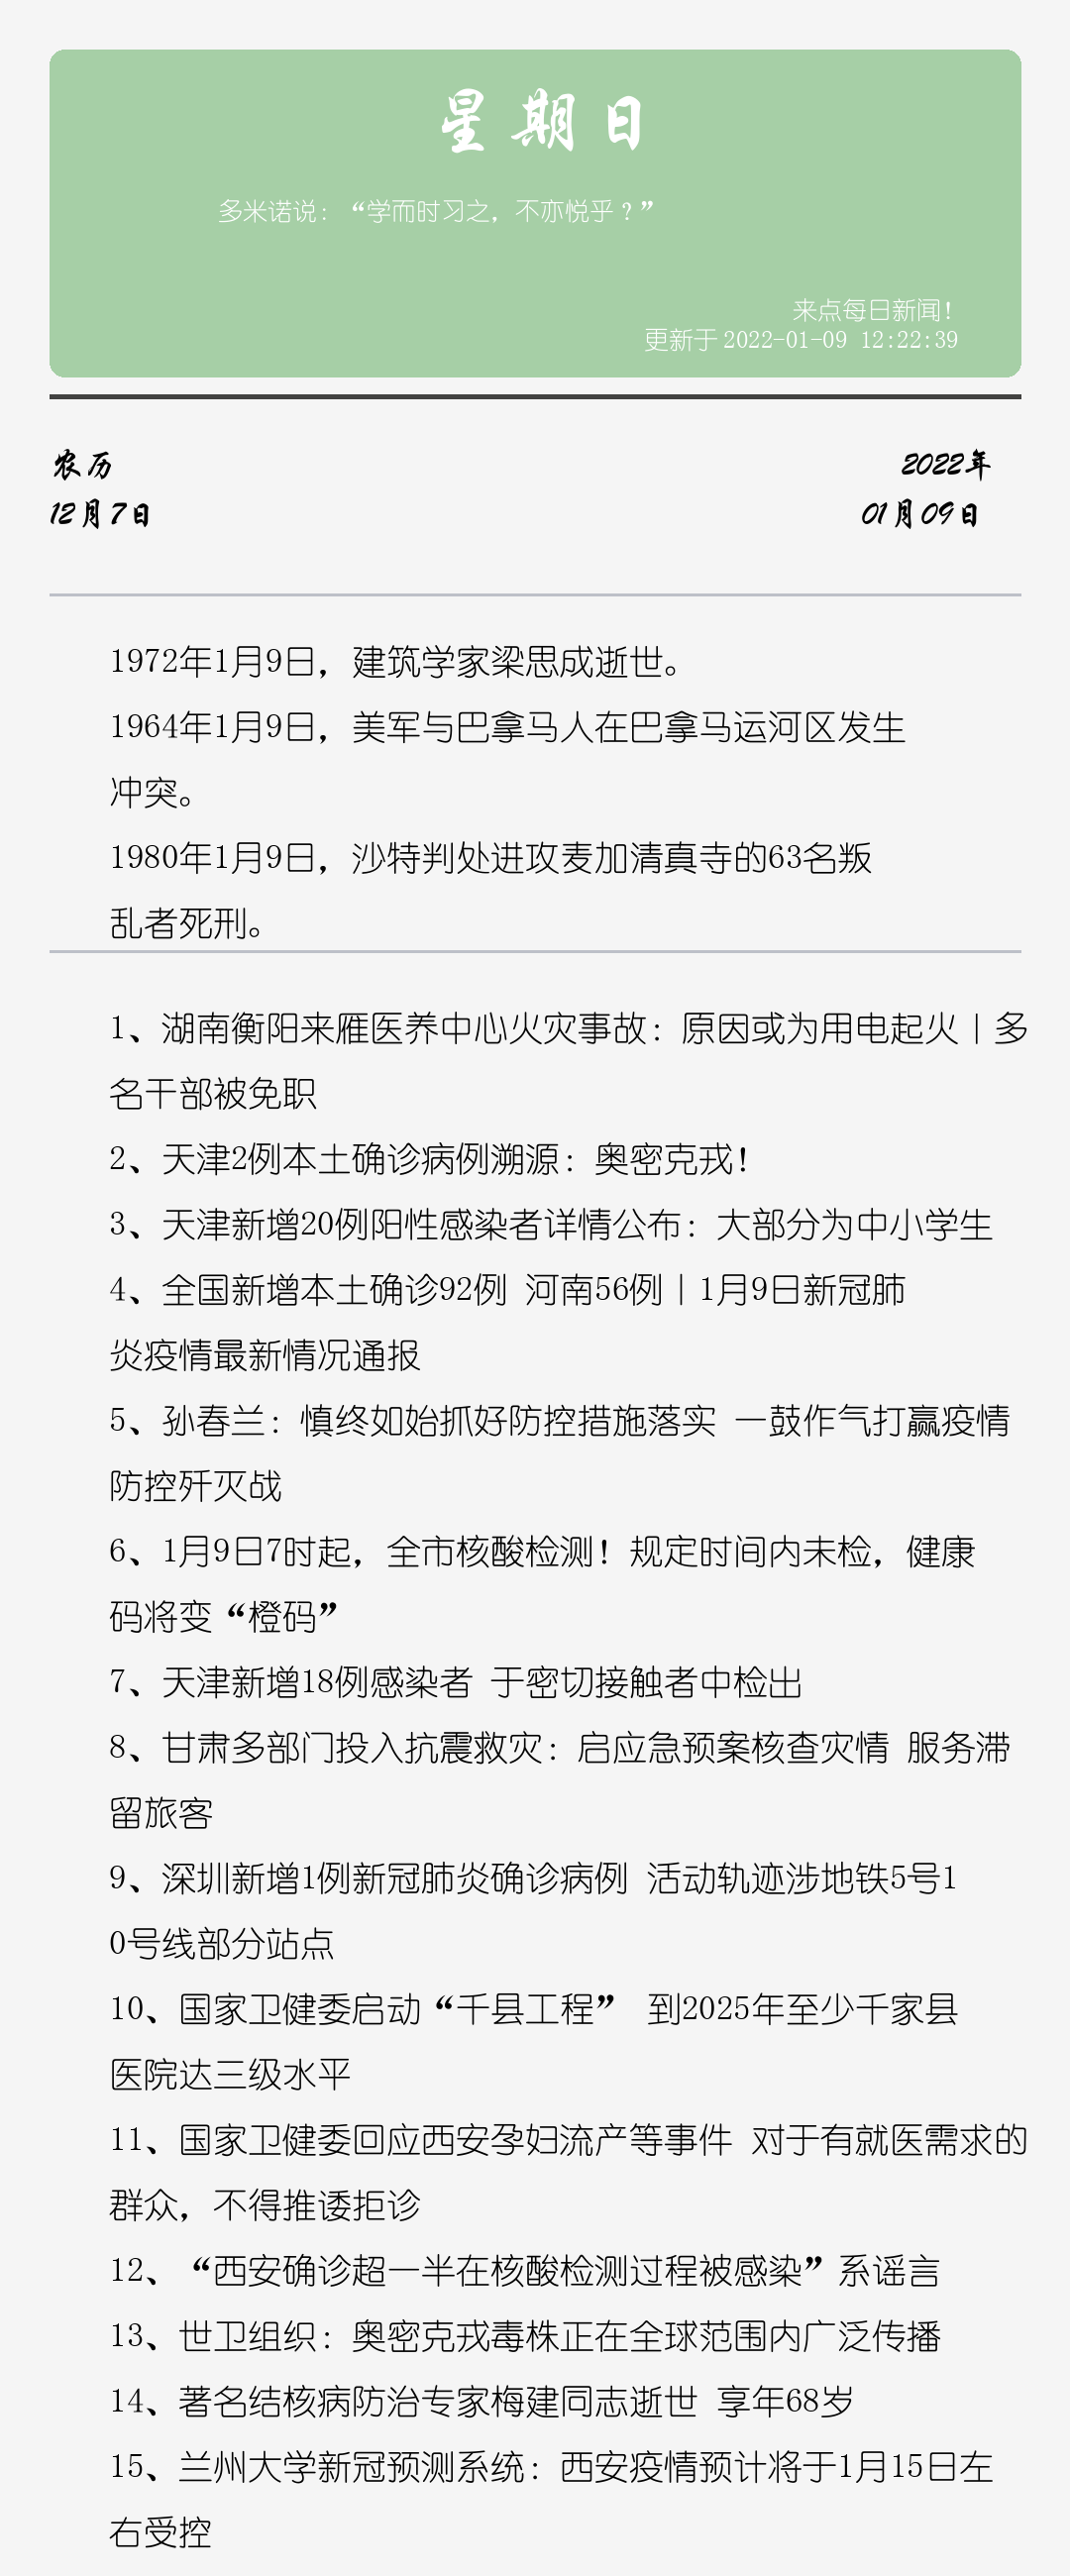 星期日
多米诺说：“学而时习之，不亦悦乎？”
来点每日新闻！
更新于2022-01-09 12:22:39
农历
2022年
12月7日
01月09日
1972年1月9日，建筑学家梁思成逝世。
1964年1月9日，美军与巴拿马人在巴拿马运河区发生
冲突。
1980年1月9日，沙特判处进攻麦加清真寺的63名叛
乱者死刑。
1、湖南衡阳来雁医养中心火灾事故：原因或为用电起火丨多
名干部被免职
2、天津2例本土确诊病例溯源：奥密克戎！
3、天津新增20例阳性感染者详情公布：大部分为中小学生
4、全国新增本土确诊92例 河南56例丨1月9日新冠肺
炎疫情最新情况通报
5、孙春兰：慎终如始抓好防控措施落实 一鼓作气打赢疫情
防控歼灭战
6、1月9日7时起，全市核酸检测！规定时间内未检，健康
码将变“橙码”
7、天津新增18例感染者 于密切接触者中检出
8、甘肃多部门投入抗震救灾：启应急预案核查灾情 服务滞
留旅客
9、深圳新增1例新冠肺炎确诊病例 活动轨迹涉地铁5号1
0号线部分站点
10、国家卫健委启动“千县工程” 到2025年至少千家县
医院达三级水平
11、国家卫健委回应西安孕妇流产等事件 对于有就医需求的
群众，不得推诿拒诊
12、“西安确诊超一半在核酸检测过程被感染”系谣言
13、世卫组织：奥密克戎毒株正在全球范围内广泛传播
14、著名结核病防治专家梅建同志逝世 享年68岁
15、兰州大学新冠预测系统：西安疫情预计将于1月15日左
右受控